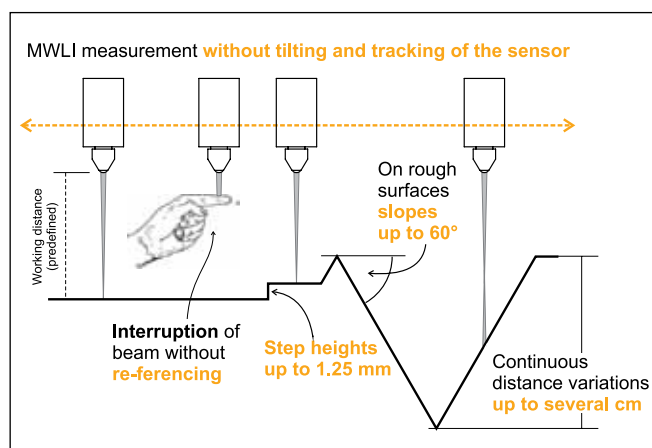 MWLI measurement without tilting and tracking of the sensor
Working distance
(predefined)
On rough
surfaces
slopes
up to 60°
Interruption of
beam without
re-ferencing
Step heights
up to 1.25 mm
Continuous
distance variations
up to several cm